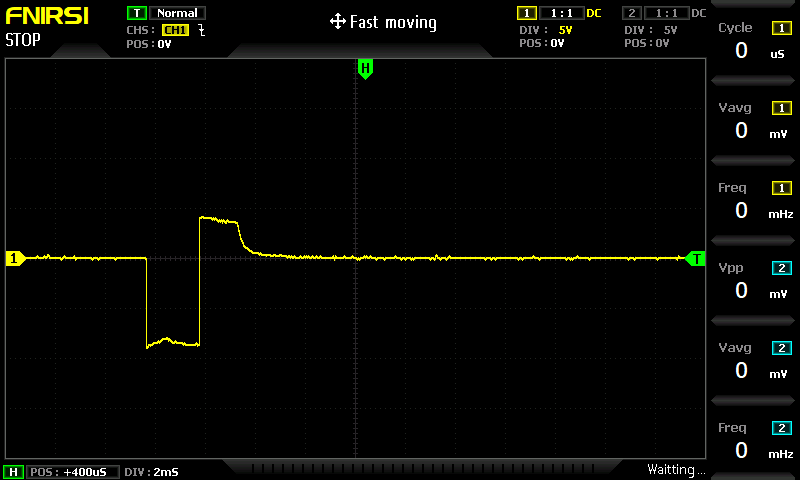 FNIRSI
STOP
T Normal
CHS: CH1
POS: 0V
Fast moving
1 1:1 DC
DIV: 5V
POS: 0V
2 1:1 DC
DIV: 5V
POS: 0V
H
1
T
Cycle 1
0 uS
Vavg 1
0 mV
Freq 1
0 mHz
Vpp 2
0 mV
Vavg 2
0 mV
Freq 2
0 mHz
H POS: +400uS DIV: 2mS
Waitting...